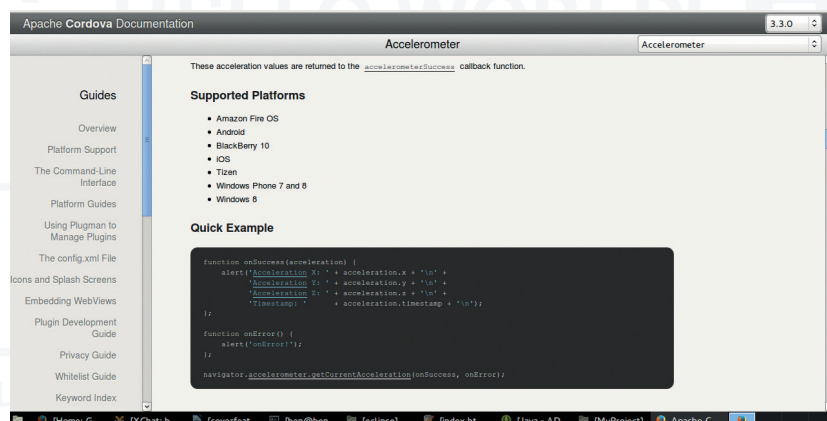 Apache Cordova Documentation
3.3.0
Accelerometer
Accelerometer
These acceleration values are returned to the accelerometerSuccess callback function.
Guides
Overview
Platform Support
The Command-Line
Interface
Platform Guides
Using Plugman to
Manage Plugins
The config.xml File
Icons and Splash Screens
Embedding WebViews
Plugin Development
Guide
Privacy Guide
Whitelist Guide
Keyword Index
Supported Platforms
Amazon Fire OS
Android
BlackBerry 10
iOS
Tizen
Windows Phone 7 and 8
Windows 8
Quick Example
function onSuccess(acceleration) {
alert('Acceleration X: ' + acceleration.x + '\n' +
'Acceleration Y: ' + acceleration.y + '\n' +
'Acceleration Z: ' + acceleration.z + '\n' +
'Timestamp: ' + acceleration.timestamp + '\n');
};
function onError() {
alert('onError!');
};
navigator.accelerometer.getCurrentAcceleration(onSuccess, onError);